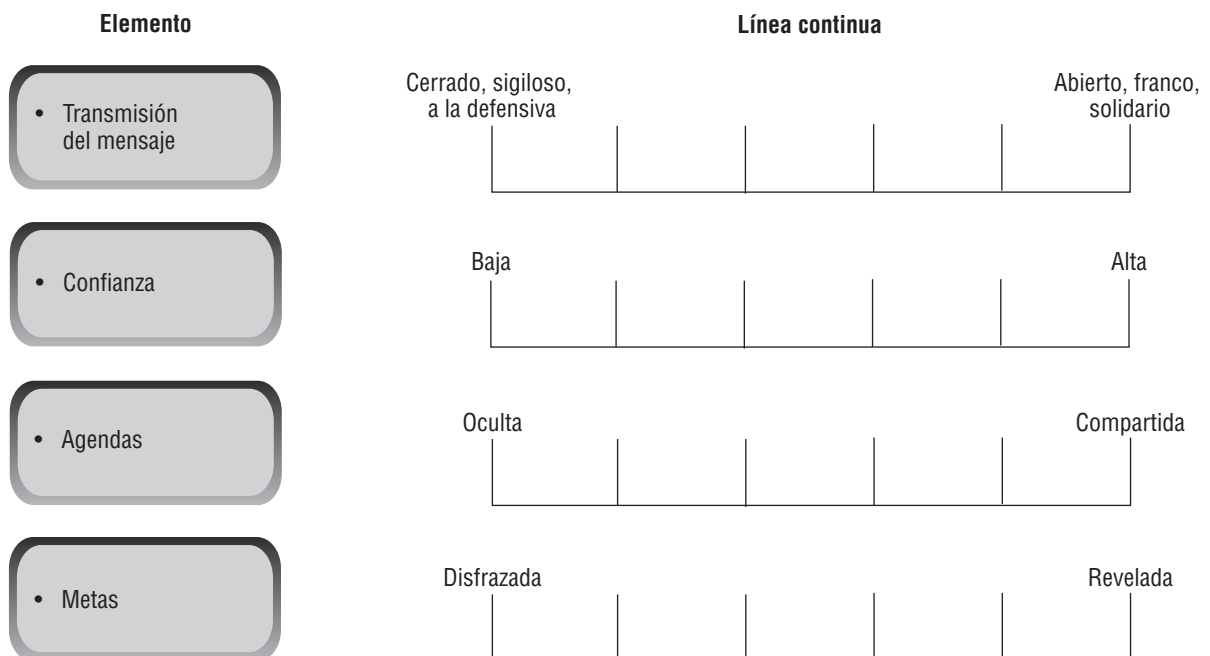 Elemento
Línea continua
• Transmisión
del mensaje
Cerrado, sigiloso,
a la defensiva
Abierto, franco,
solidario
• Confianza
Baja
Alta
• Agendas
Oculta
Compartida
• Metas
Disfrazada
Revelada